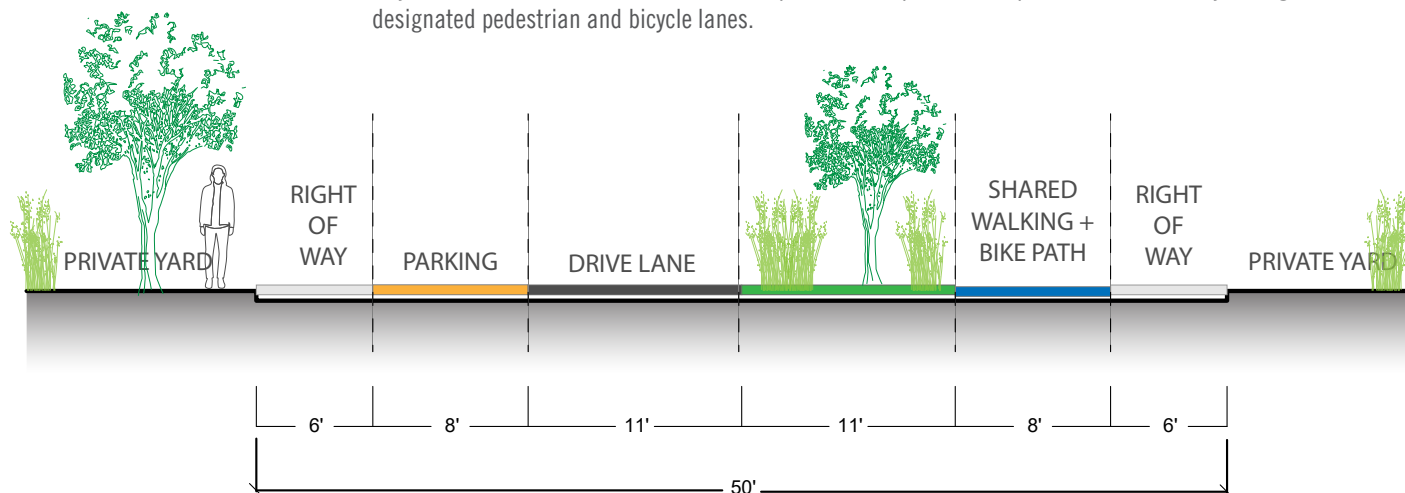 designated pedestrian and bicycle lanes.
RIGHT
OF
WAY
SHARED
WALKING +
BIKE PATH
RIGHT
OF
WAY
PRIVATE YARD
PARKING
DRIVE LANE
PRIVATE YARD
6' 8' 11' 11' 8' 6'
50'